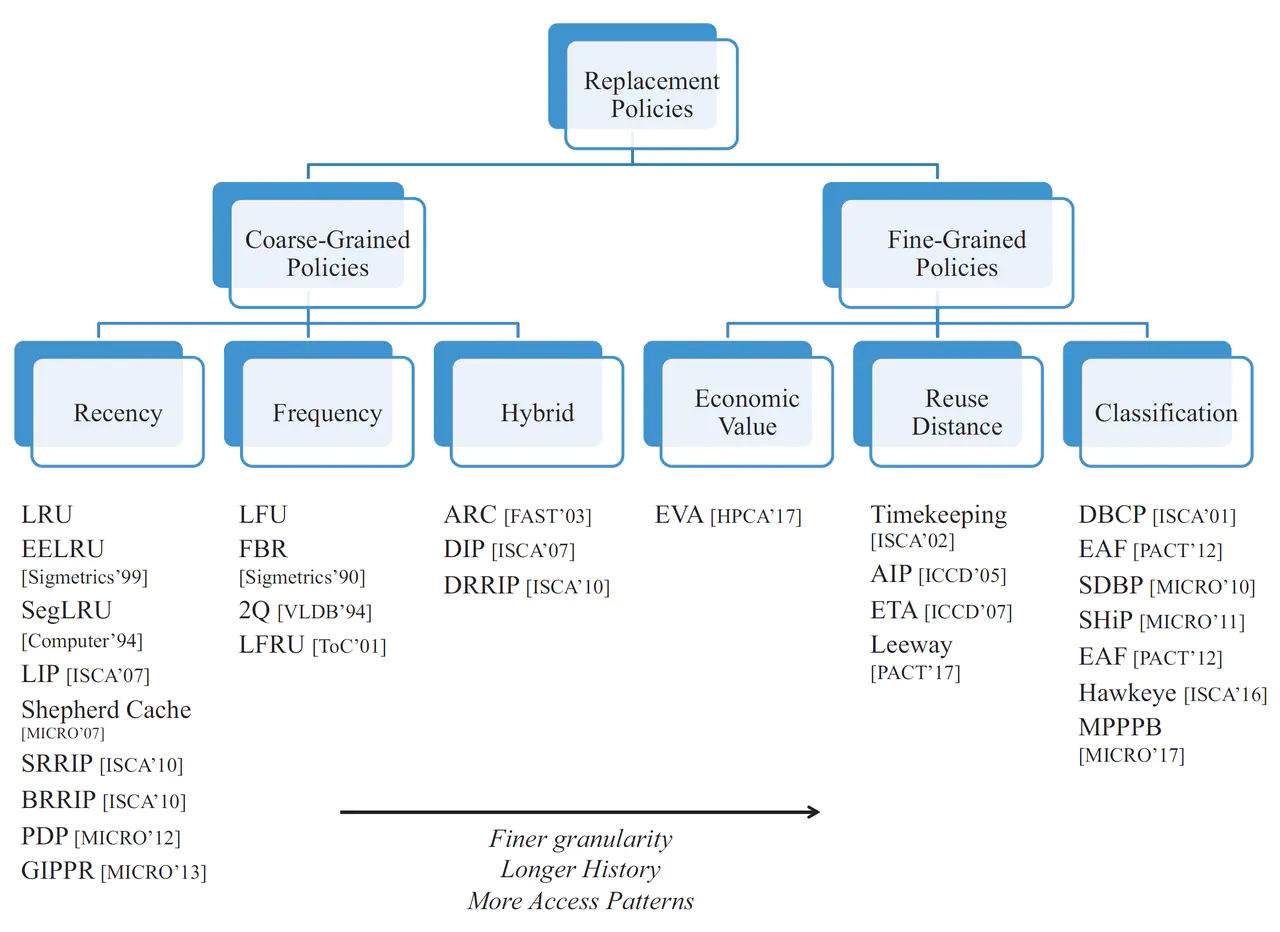 Replacement
Policies
Coarse-Grained
Policies
Fine-Grained
Policies
Recency
Frequency
Hybrid
Economic
Value
Reuse
Distance
Classification
LRU
EELRU
[Sigmetrics’99]
SegLRU
[Computer’94]
LIP [ISCA’07]
Shepherd Cache
[MICRO’07]
SRRIP [ISCA’10]
BRRIP [ISCA’10]
PDP [MICRO’12]
GIPPR [MICRO’13]
LFU
FBR
[Sigmetrics’90]
2Q [VLDB’94]
LFRU [ToC’01]
ARC [FAST’03]
DIP [ISCA’07]
DRRIP [ISCA’10]
EVA [HPCA’17]
Timekeeping
[ISCA’02]
AIP [ICCD’05]
ETA [ICCD’07]
Leeway
[PACT’17]
DBCP [ISCA’01]
EAF [PACT’12]
SDBP [MICRO’10]
SHiP [MICRO’11]
EAF [PACT’12]
Hawkeye [ISCA’16]
MPPPB
[MICRO’17]
Finer granularity
Longer History
More Access Patterns